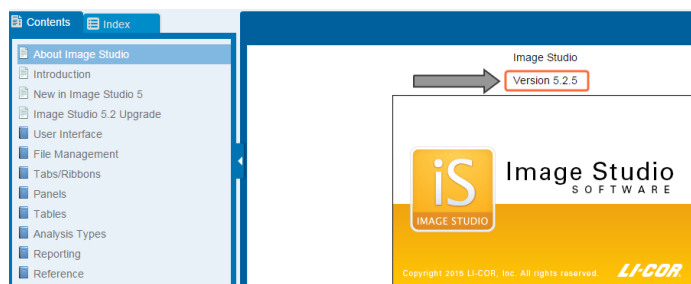 Contents
Index
About Image Studio
Introduction
New in Image Studio 5
Image Studio 5.2 Upgrade
User Interface
File Management
Tabs/Ribbons
Panels
Tables
Analysis Types
Reporting
Reference
Image Studio
Version 5.2.5
iS
IMAGE STUDIO
Image Studio
SOFTWARE
Copyright 2015 LI-COR, Inc. All rights reserved.
LI-COR.